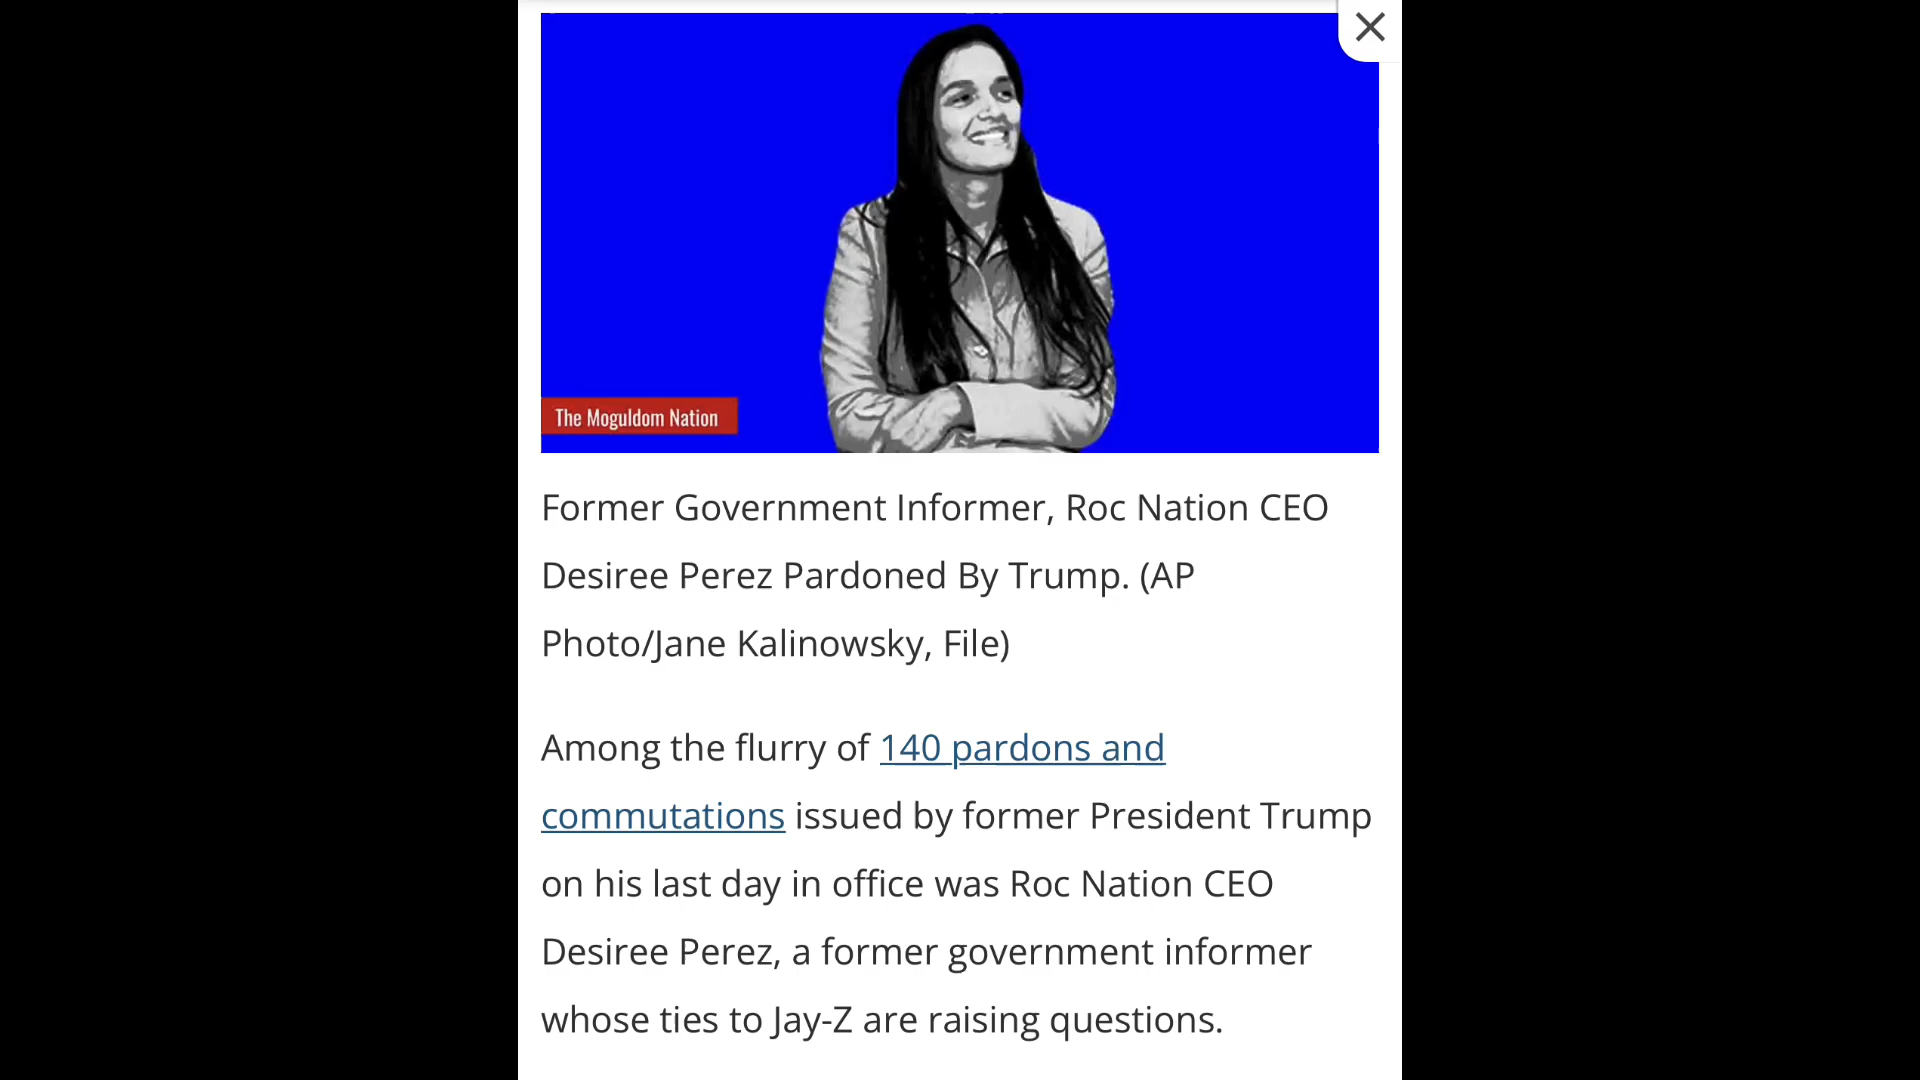 The Moguldom Nation
Former Government Informer, Roc Nation CEO
Desiree Perez Pardoned By Trump. (AP
Photo/Jane Kalinowsky, File)
Among the flurry of 140 pardons and
commutations issued by former President Trump
on his last day in office was Roc Nation CEO
Desiree Perez, a former government informer
whose ties to Jay-Z are raising questions.